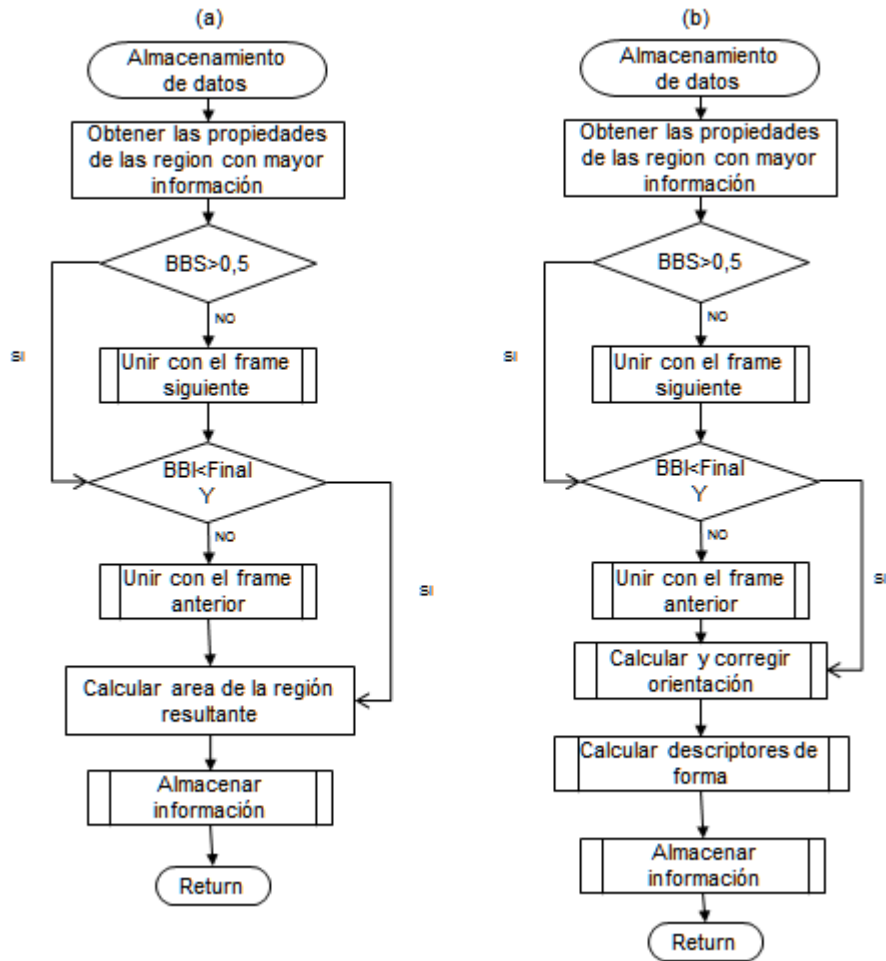 (a)
Almacenamiento
de datos
Obtener las propiedades
de las region con mayor
información
BBS>0,5
NO
SI
Unir con el frame
siguiente
BBI<Final
Y
NO
SI
Unir con el frame
anterior
Calcular area de la región
resultante
Almacenar
información
Return
(b)
Almacenamiento
de datos
Obtener las propiedades
de las region con mayor
información
BBS>0,5
NO
SI
Unir con el frame
siguiente
BBI<Final
Y
NO
SI
Unir con el frame
anterior
Calcular y corregir
orientación
Calcular descriptores de
forma
Almacenar
información
Return